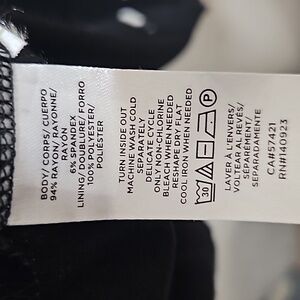 BODY/CORPS/CUERPO
94% RAYON/RAYONNE/
RAYÓN
6% SPANDEX
LINING/DOUBLURE/FORRO
100% POLYESTER/
POLIÉSTER
TURN INSIDE OUT
MACHINE WASH COLD
SEPARATELY
DELICATE CYCLE
ONLY NON-CHLORINE
BLEACH WHEN NEEDED
RESHAPE DRY FLAT
COOL IRON WHEN NEEDED
30
P
LAVER À L'ENVERS/
VOLTEAR AL REVÉS/
SÉPARÉMENT/
SEPARADAMENTE
CA#57421
RN#140923